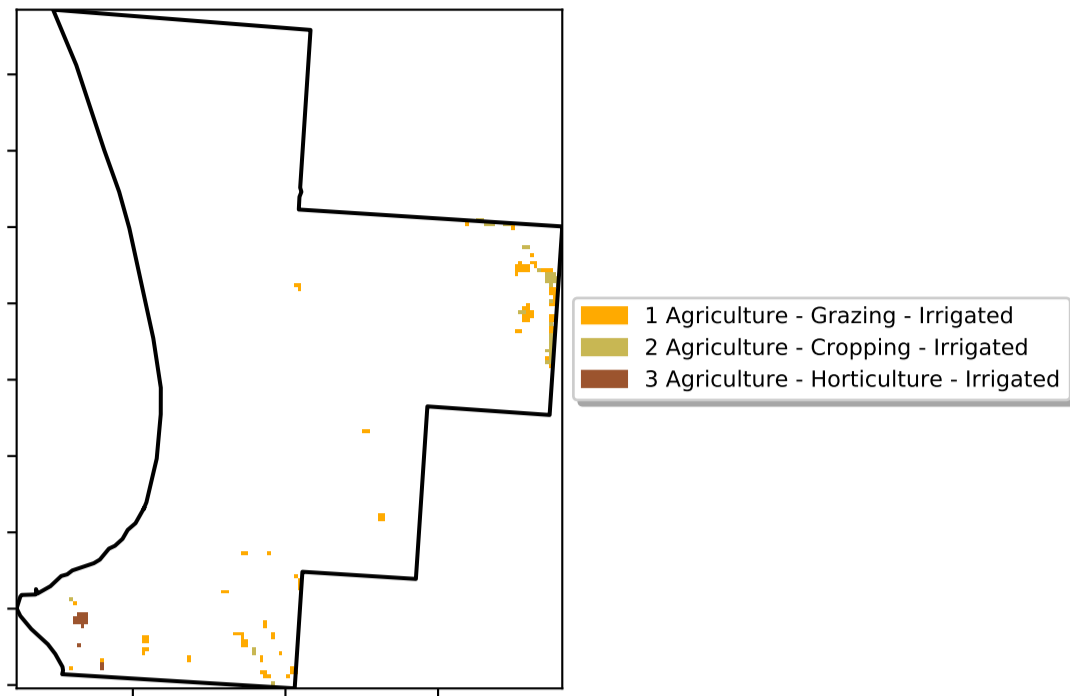 1 Agriculture - Grazing - Irrigated
2 Agriculture - Cropping - Irrigated
3 Agriculture - Horticulture - Irrigated